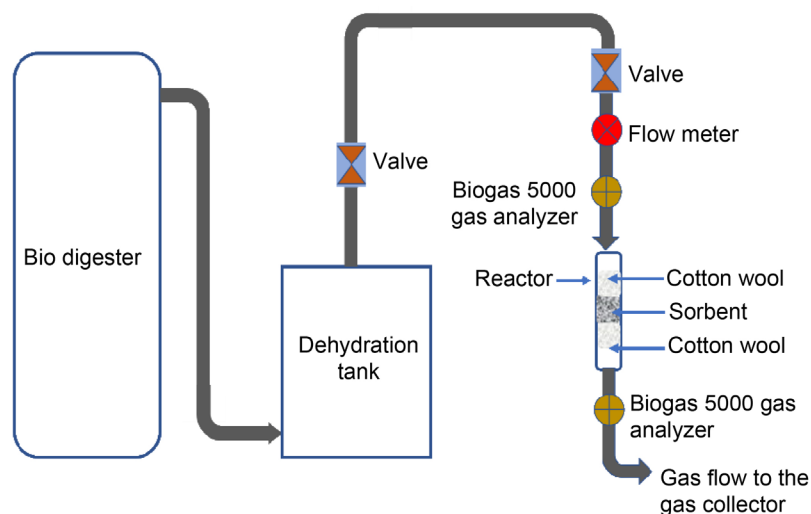 Valve
Flow meter
Valve
Biogas 5000
gas analyzer
Bio digester
Reactor
Cotton wool
Sorbent
Cotton wool
Dehydration
tank
Biogas 5000 gas
analyzer
Gas flow to the
gas collector